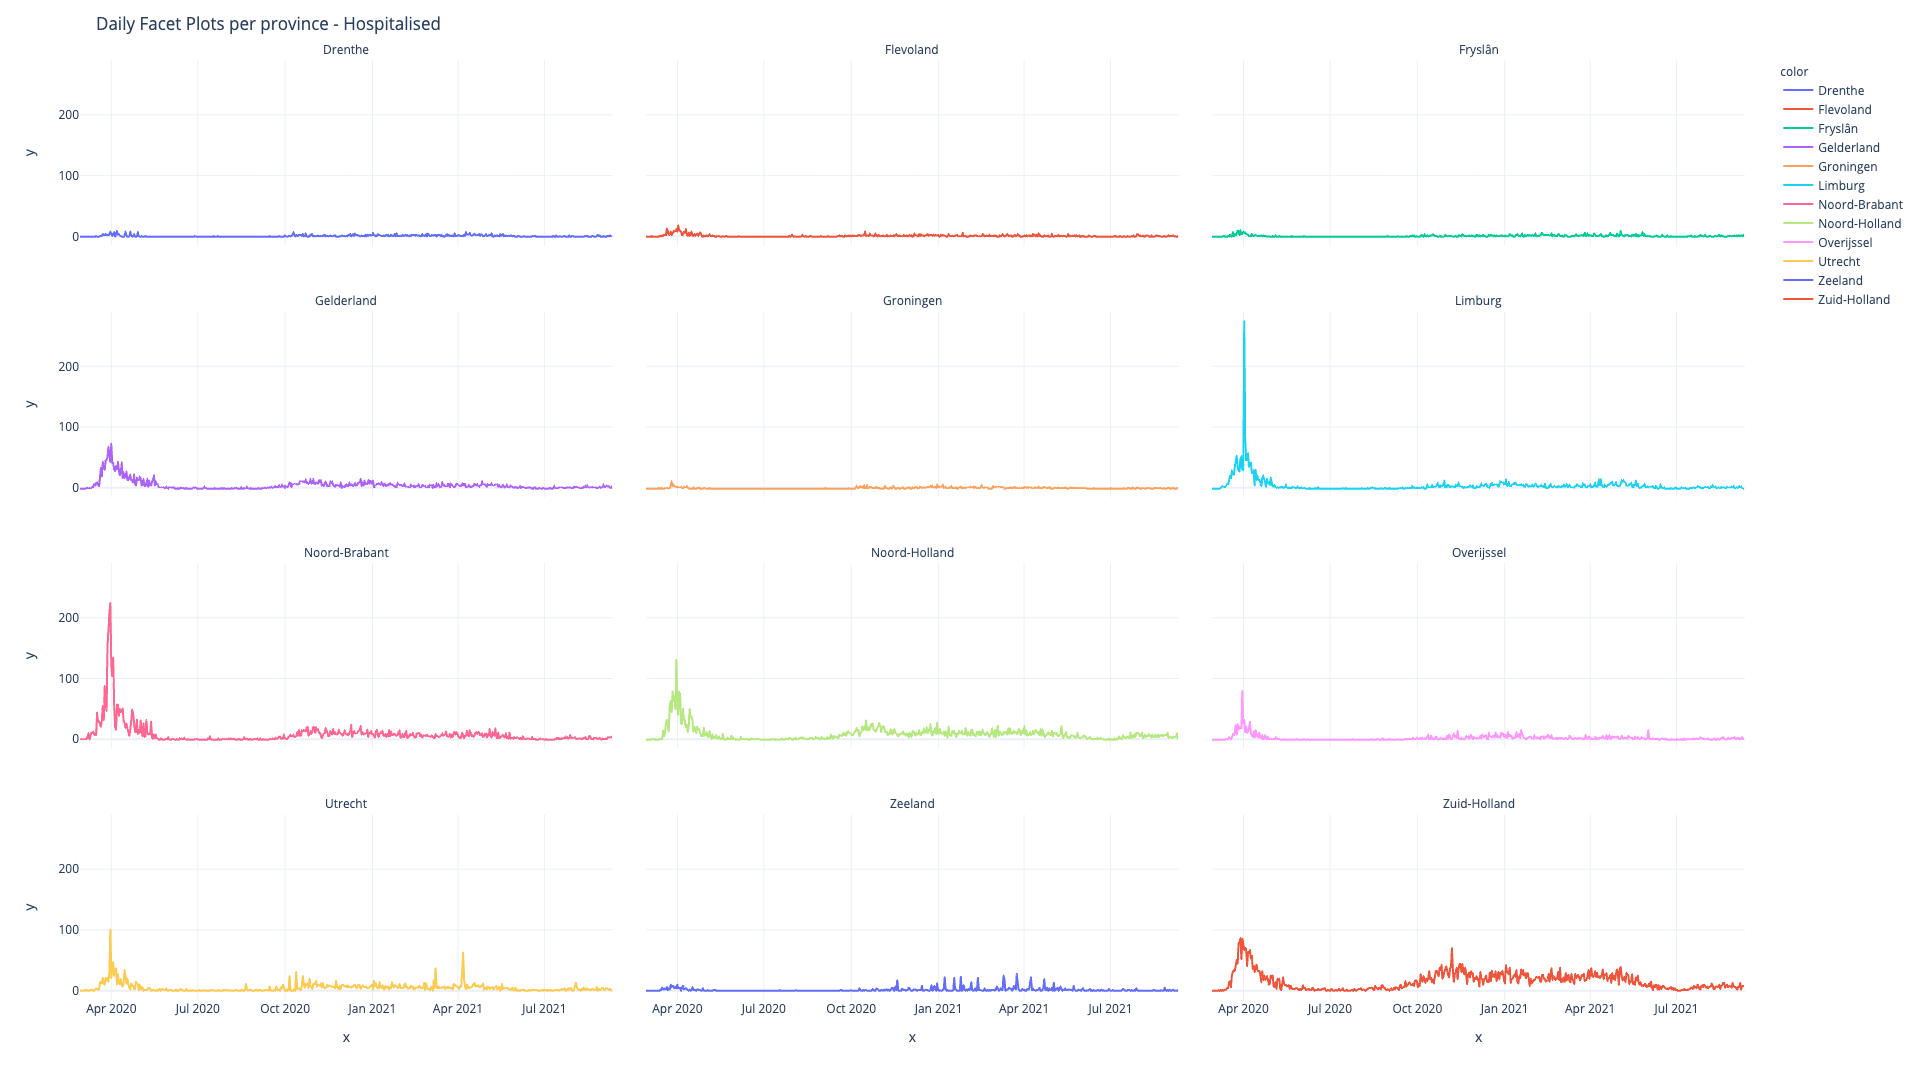 Daily Facet Plots per province - Hospitalised
Drenthe
Flevoland
Fryslân
color
Drenthe
Flevoland
Fryslân
Gelderland
Groningen
Limburg
Noord-Brabant
Noord-Holland
Overijssel
Utrecht
Zeeland
Zuid-Holland
200
100
0
y
Gelderland
Groningen
Limburg
200
100
0
y
Noord-Brabant
Noord-Holland
Overijssel
200
100
0
y
Utrecht
Zeeland
Zuid-Holland
200
100
0
y
Apr 2020 Jul 2020 Oct 2020 Jan 2021 Apr 2021 Jul 2021
Apr 2020 Jul 2020 Oct 2020 Jan 2021 Apr 2021 Jul 2021
Apr 2020 Jul 2020 Oct 2020 Jan 2021 Apr 2021 Jul 2021
x
x
x